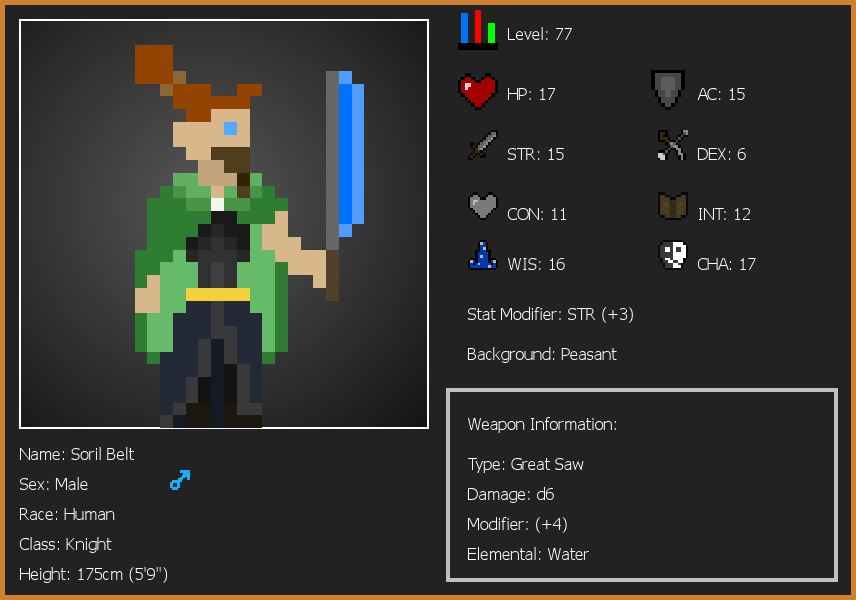 Level: 77
HP: 17
AC: 15
STR: 15
DEX: 6
CON: 11
INT: 12
WIS: 16
CHA: 17
Stat Modifier: STR (+3)
Background: Peasant
Weapon Information:
Type: Great Saw
Damage: d6
Modifier: (+4)
Elemental: Water
Name: Soril Belt
Sex: Male
Race: Human
Class: Knight
Height: 175cm (5'9")